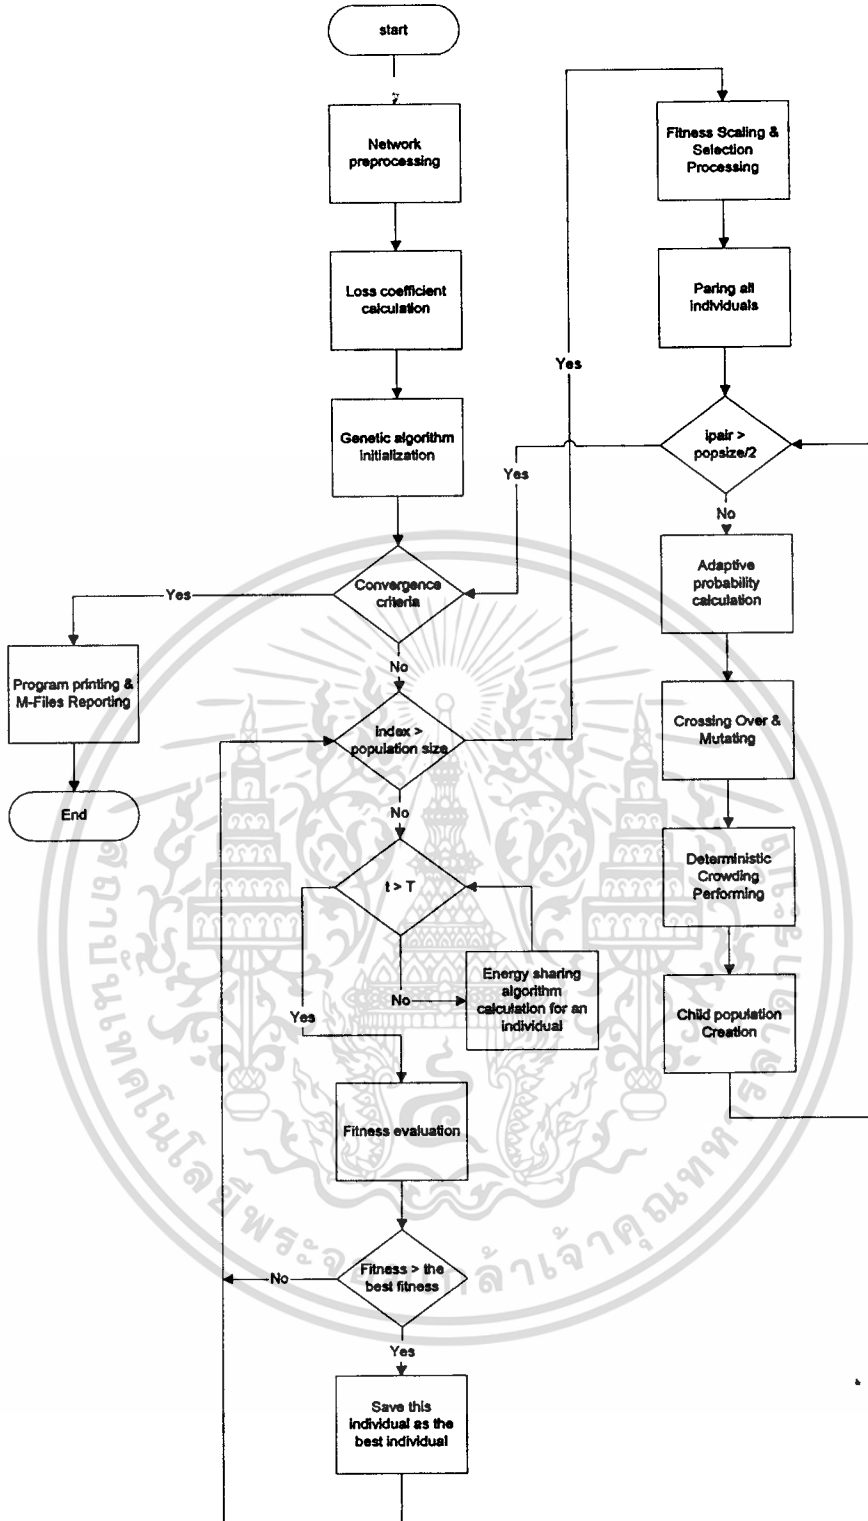 start
Network
preprocessing
Loss coefficient
calculation
Genetic algorithm
initialization
Convergence
criteria
Yes
No
Program printing &
M-Files Reporting
End
index >
population size
Yes
No
t > T
No
Yes
Energy sharing
algorithm
calculation for an
individual
Fitness evaluation
Fitness > the
best fitness
No
Yes
Save this
individual as the
best individual
Fitness Scaling &
Selection
Processing
Paring all
individuals
ipair >
popsize/2
Yes
No
Adaptive
probability
calculation
Crossing Over &
Mutating
Deterministic
Crowding
Performing
Child population
Creation